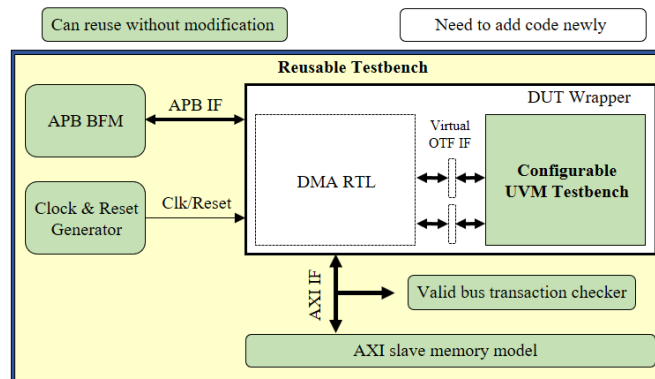 Can reuse without modification
Need to add code newly
Reusable Testbench
APB BFM
APB IF
DUT Wrapper
Virtual
OTF IF
DMA RTL
Configurable
UVM Testbench
Clock & Reset
Generator
Clk/Reset
AXI IF
Valid bus transaction checker
AXI slave memory model